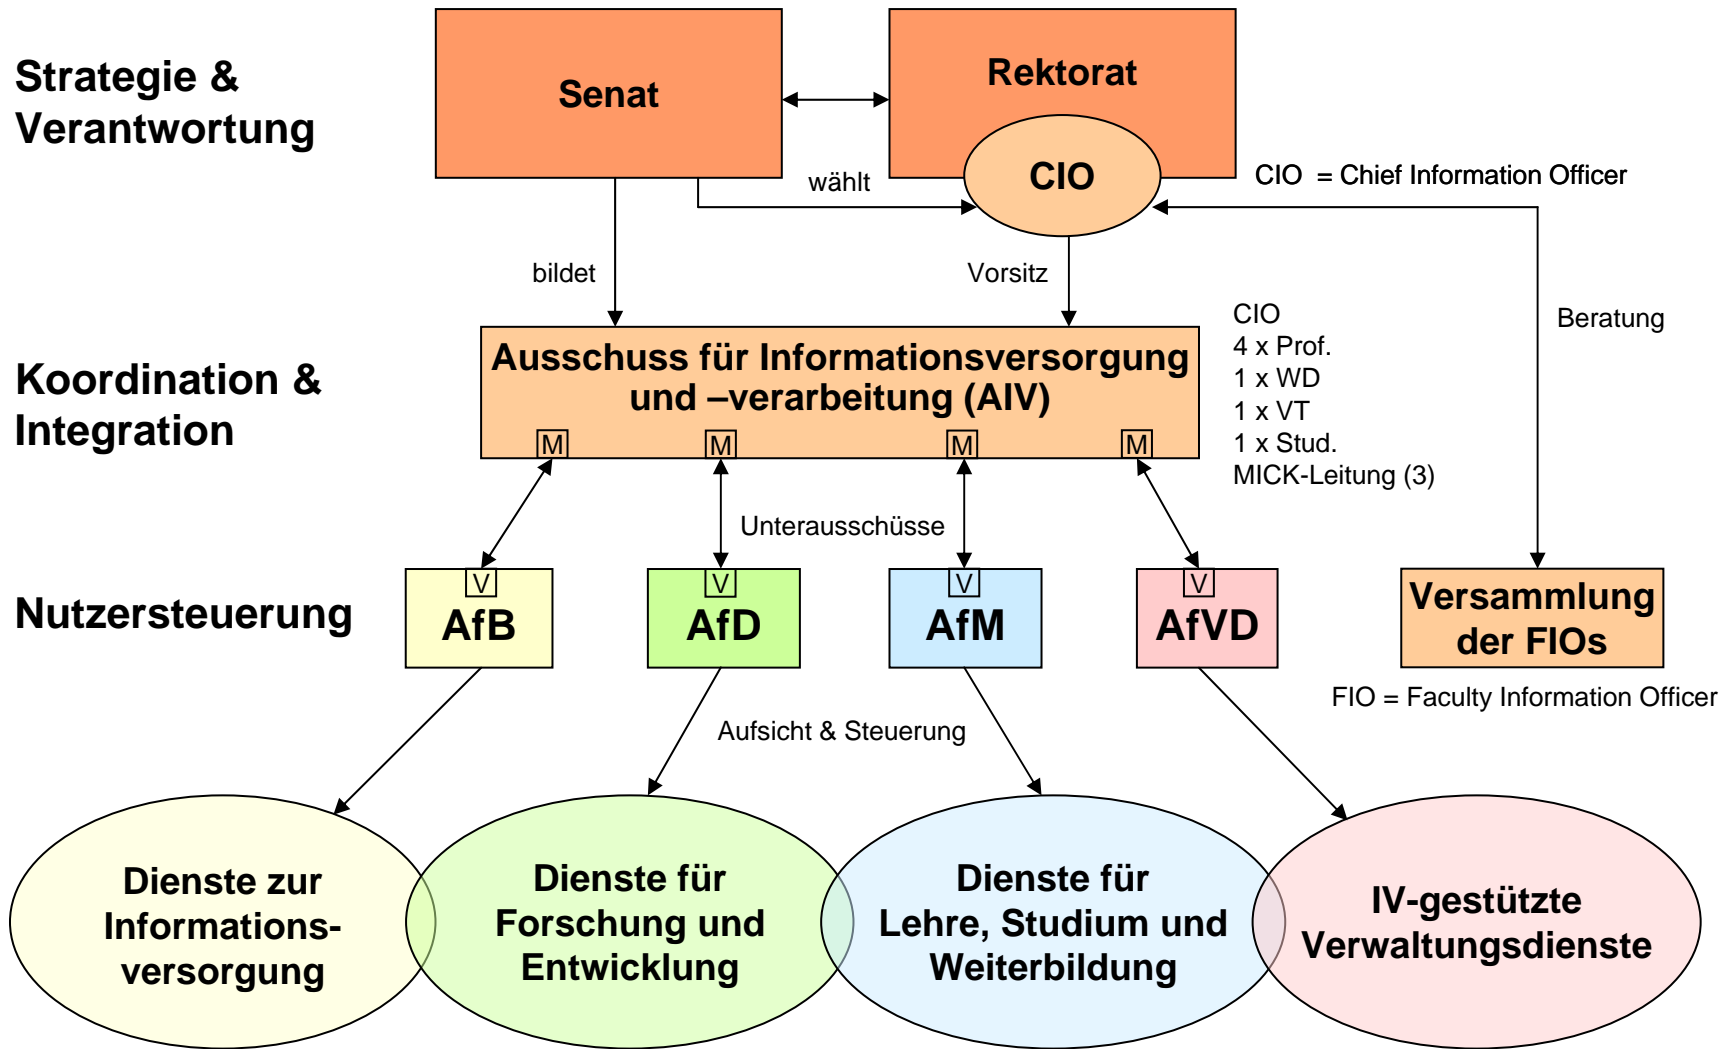 Strategie &
Verantwortung
Senat
Rektorat
CIO
CIO  = Chief Information Officer
wählt
bildet
Vorsitz
Beratung
Koordination &
Integration
Ausschuss für Informationsversorgung
und –verarbeitung (AIV)
M
M
M
M
CIO
4 x Prof.
1 x WD
1 x VT
1 x Stud.
MICK-Leitung (3)
Unterausschüsse
Nutzersteuerung
V
AfB
V
AfD
V
AfM
V
AfVD
Versammlung
der FIOs
FIO = Faculty Information Officer
Aufsicht & Steuerung
Dienste zur
Informations-
versorgung
Dienste für
Forschung und
Entwicklung
Dienste für
Lehre, Studium und
Weiterbildung
IV-gestützte
Verwaltungsdienste